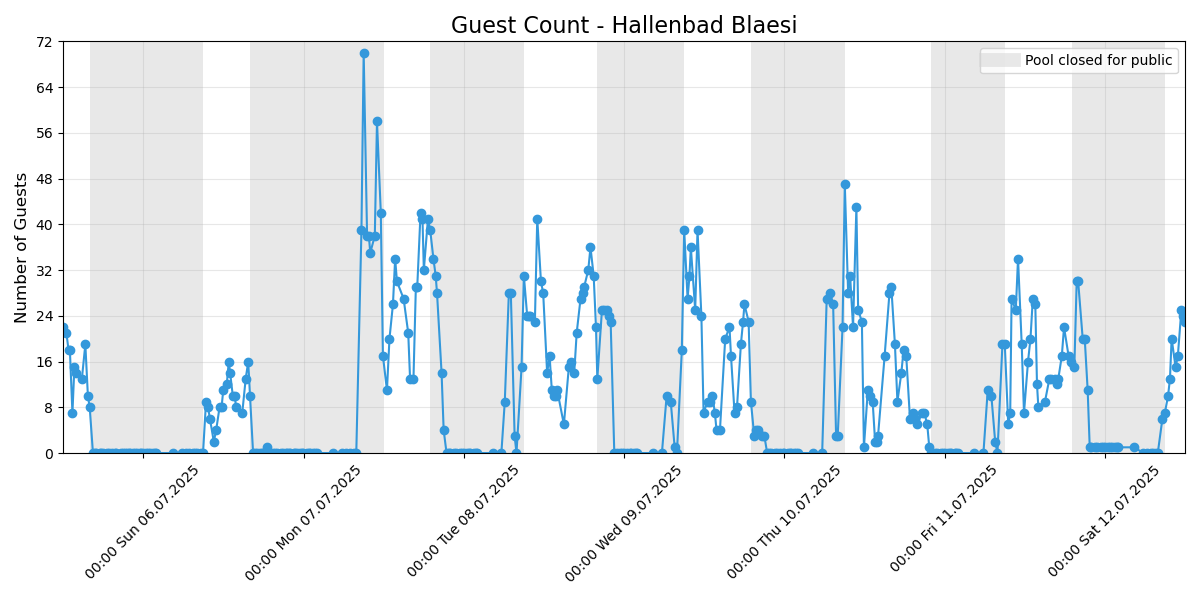 Guest Count - Hallenbad Blaesi
Pool closed for public
Number of Guests
72
64
56
48
40
32
24
16
8
0
00:00 Sun 06.07.2025
00:00 Mon 07.07.2025
00:00 Tue 08.07.2025
00:00 Wed 09.07.2025
00:00 Thu 10.07.2025
00:00 Fri 11.07.2025
00:00 Sat 12.07.2025